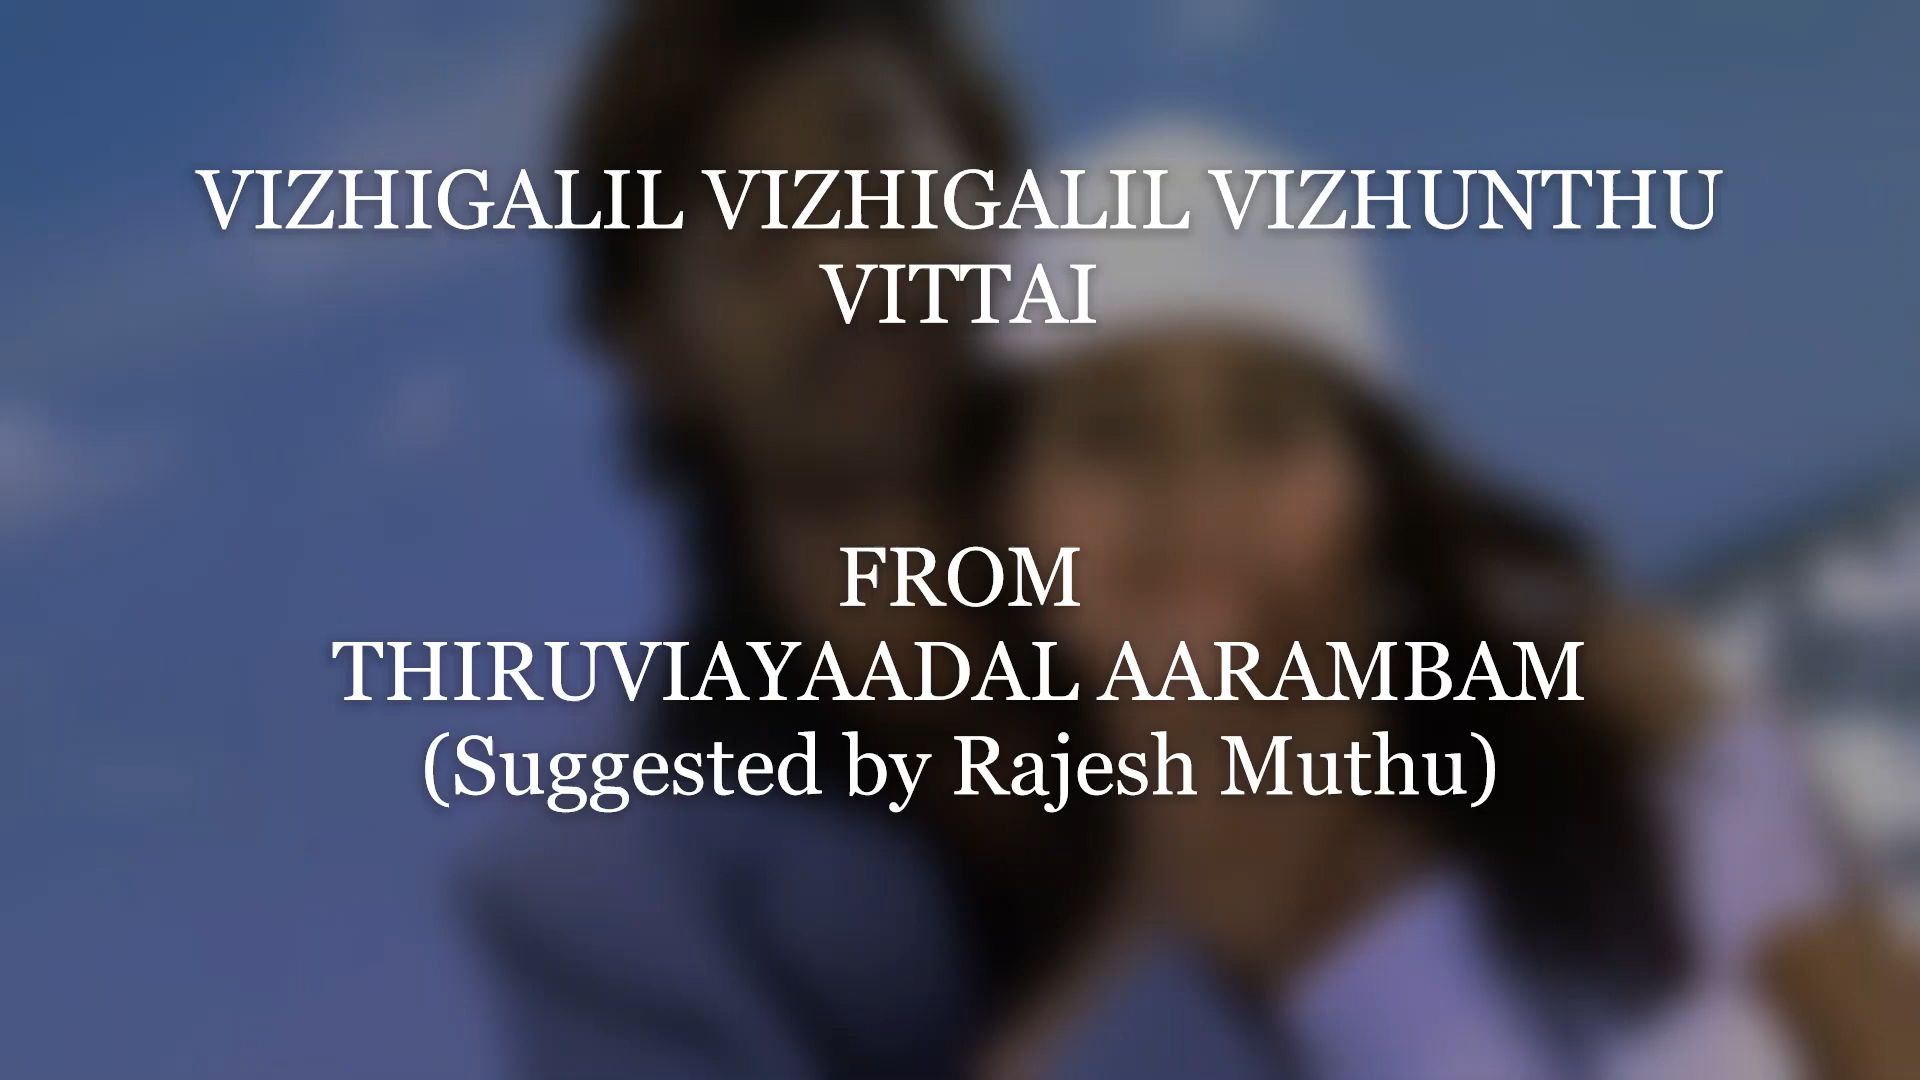 VIZHIGALIL VIZHIGALIL VIZHUNTHU
VITTAI
FROM
THIRUVIAYAADAL AARAMBAM
(Suggested by Rajesh Muthu)